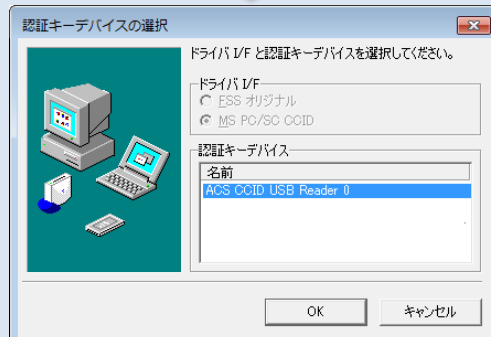 認証キーデバイスの選択
ドライバ I/F と認証キーデバイスを選択してください。
ドライバ I/F
FSS オリジナル
MS PC/SC CCID
認証キーデバイス
名前
ACS CCID USB Reader 0
OK
キャンセル